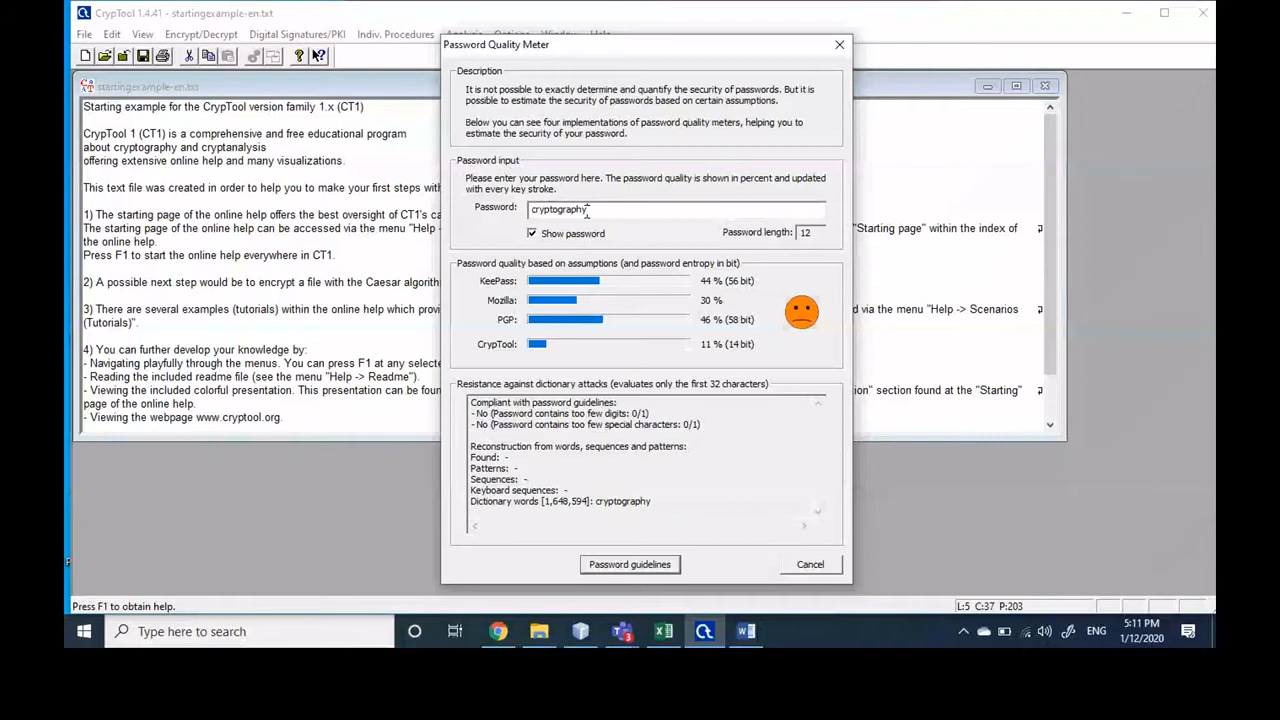 CrypTool 1.4.41 - startingexample-en.txt
File Edit View Encrypt/Decrypt Digital Signatures/PKI Indiv. Procedures
startingexample-en.txt
Starting example for the CrypTool version family 1.x (CT1)
CrypTool 1 (CT1) is a comprehensive and free educational program
about cryptography and cryptanalysis
offering extensive online help and many visualizations.
This text file was created in order to help you to make your first steps with
1) The starting page of the online help offers the best oversight of CT1's ca
The starting page of the online help can be accessed via the menu "Help - "Starting page" within the index of
the online help.
Press F1 to start the online help everywhere in CT1.
2) A possible next step would be to encrypt a file with the Caesar algorith
3) There are several examples (tutorials) within the online help which provi d via the menu "Help -> Scenarios
(Tutorials)".
4) You can further develop your knowledge by:
- Navigating playfully through the menus. You can press F1 at any selecte
- Reading the included readme file (see the menu "Help -> Readme").
- Viewing the included colorful presentation. This presentation can be foun on" section found at the "Starting"
page of the online help.
- Viewing the webpage www.cryptool.org.
Password Quality Meter
Description
It is not possible to exactly determine and quantify the security of passwords. But it is
possible to estimate the security of passwords based on certain assumptions.
Below you can see four implementations of password quality meters, helping you to
estimate the security of your password.
Password input
Please enter your password here. The password quality is shown in percent and updated
with every key stroke.
Password: cryptography
Show password Password length: 12
Password quality based on assumptions (and password entropy in bit)
KeePass: 44 % (56 bit)
Mozilla: 30 %
PGP: 46 % (58 bit)
CrypTool: 11 % (14 bit)
Resistance against dictionary attacks (evaluates only the first 32 characters)
Compliant with password guidelines:
- No (Password contains too few digits: 0/1)
- No (Password contains too few special characters: 0/1)
Reconstruction from words, sequences and patterns:
Found: -
Patterns: -
Sequences: -
Keyboard sequences: -
Dictionary words [1,648,594]: cryptography
Password guidelines Cancel
Press F1 to obtain help. L:5 C:37 P:203
Type here to search ENG 5:11 PM
1/12/2020